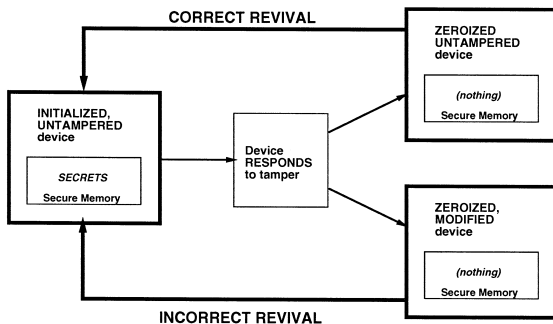 CORRECT REVIVAL
ZEROIZED
UNTAMPERED
device
(nothing)
Secure Memory
INITIALIZED,
UNTAMPERED
device
SECRETS
Secure Memory
Device
RESPONDS
to tamper
ZEROIZED,
MODIFIED
device
(nothing)
Secure Memory
INCORRECT REVIVAL